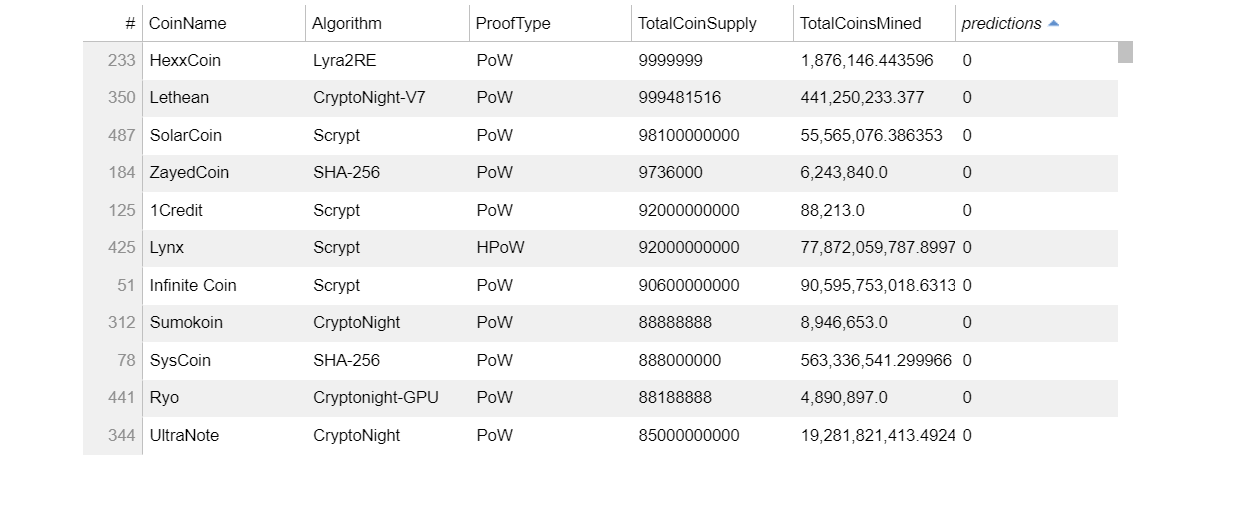 # CoinName Algorithm ProofType TotalCoinSupply TotalCoinsMined predictions
233 HexxCoin Lyra2RE PoW 9999999 1,876,146.443596 0
350 Lethean CryptoNight-V7 PoW 999481516 441,250,233.377 0
487 SolarCoin Scrypt PoW 98100000000 55,565,076.386353 0
184 ZayedCoin SHA-256 PoW 9736000 6,243,840.0 0
125 1Credit Scrypt PoW 92000000000 88,213.0 0
425 Lynx Scrypt HPoW 92000000000 77,872,059,787.8997 0
51 Infinite Coin Scrypt PoW 90600000000 90,595,753,018.6313 0
312 Sumokoin CryptoNight PoW 88888888 8,946,653.0 0
78 SysCoin SHA-256 PoW 888000000 563,336,541.299966 0
441 Ryo Cryptonight-GPU PoW 88188888 4,890,897.0 0
344 UltraNote CryptoNight PoW 85000000000 19,281,821,413.4924 0